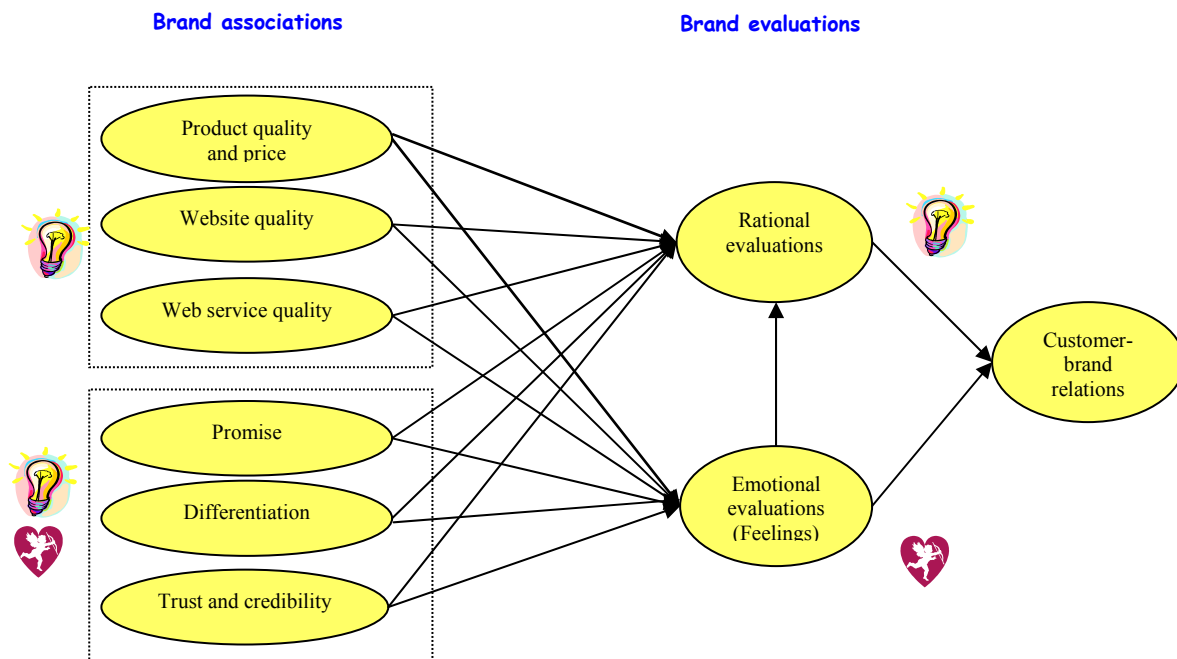 Brand associations
Brand evaluations
Product quality
and price
Website quality
Web service quality
Promise
Differentiation
Trust and credibility
Rational
evaluations
Emotional
evaluations
(Feelings)
Customer-
brand
relations